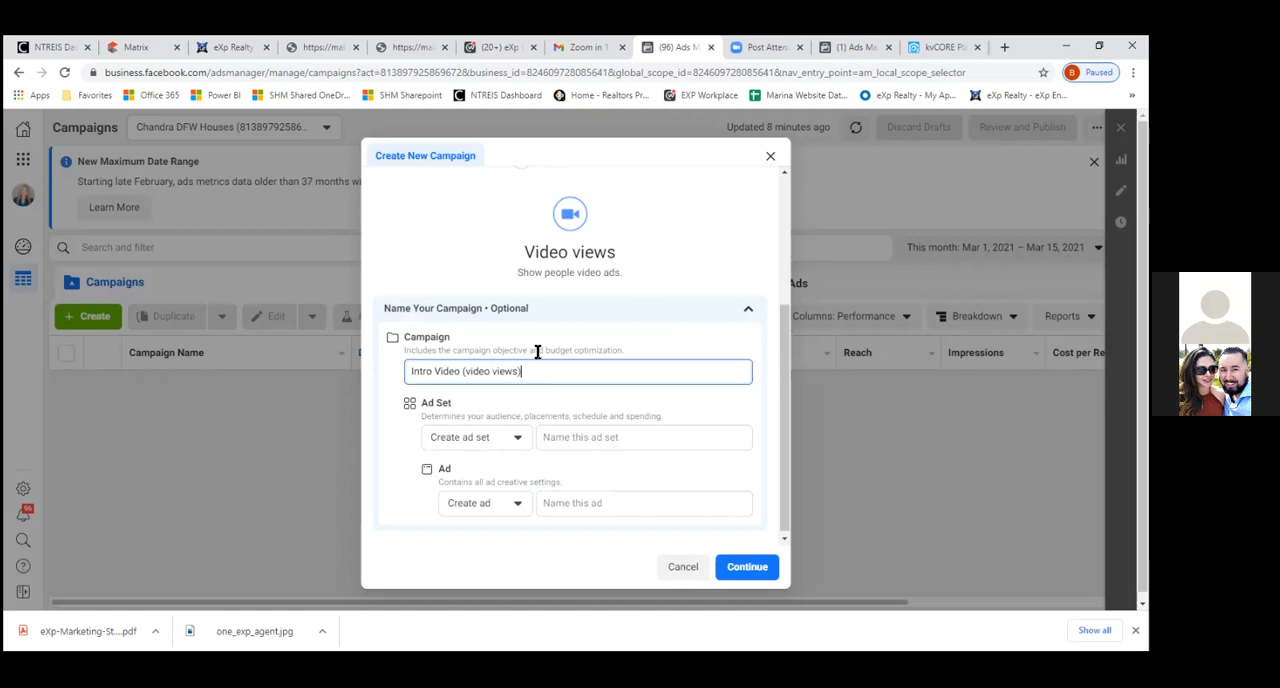 NTREIS Da
Matrix
eXp Realty
https://mai
https://mai
(20+) eXp
Zoom in 1
(96) Ads M
Post Atten
(1) Ads Ma
kvCORE Pl
business.facebook.com/adsmanager/manage/campaigns?act=813897925869672&business_id=824609728085641&global_scope_id=824609728085641&nav_entry_point=am_local_scope_selector
B
Paused
Apps
Favorites
Office 365
Power BI
SHM Shared OneDr...
SHM Sharepoint
NTREIS Dashboard
Home - Realtors Pr...
EXP Workplace
Marina Website Dat...
eXp Realty - My Ap...
eXp Realty - eXp En...
»
Campaigns
Chandra DFW Houses (81389792586...
Updated 8 minutes ago
Discard Drafts
Review and Publish
New Maximum Date Range
Starting late February, ads metrics data older than 37 months wi
Learn More
Search and filter
This month: Mar 1, 2021 – Mar 15, 2021
Campaigns
Ads
+ Create
Duplicate
Edit
Columns: Performance
Breakdown
Reports
Campaign Name
Reach
Impressions
Cost per Re
Create New Campaign
Video views
Show people video ads.
Name Your Campaign • Optional
Campaign
Includes the campaign objective and budget optimization.
Intro Video (video views)
Ad Set
Determines your audience, placements, schedule and spending.
Create ad set
Name this ad set
Ad
Contains all ad creative settings.
Create ad
Name this ad
Cancel
Continue
96
eXp-Marketing-St....pdf
one_exp_agent.jpg
Show all